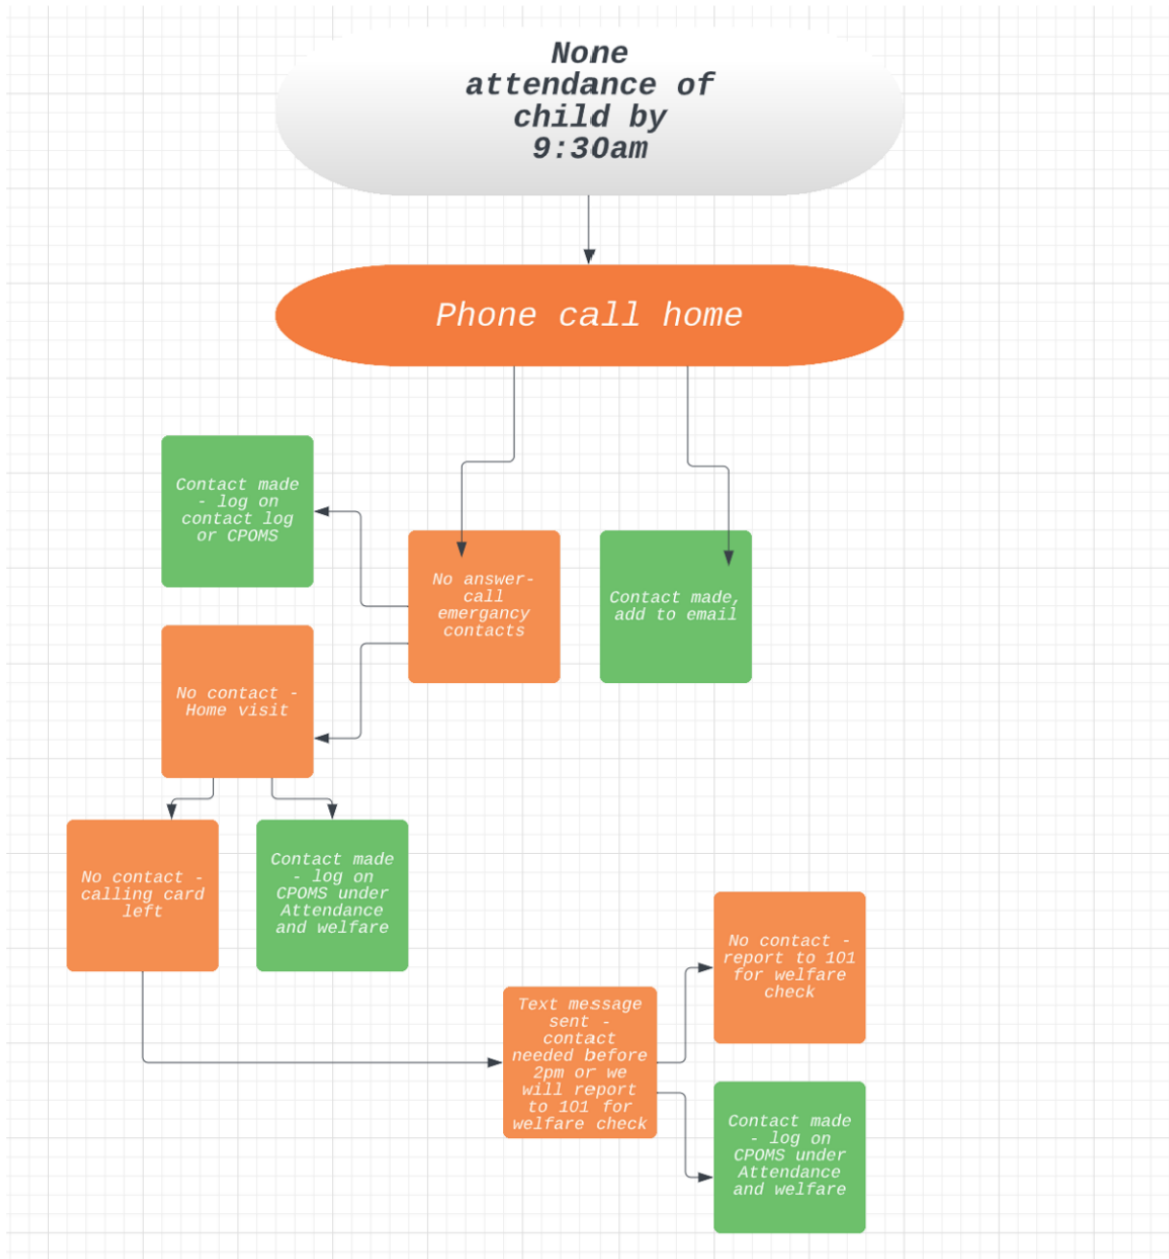 None
attendance of
child by
9:30am
Phone call home
Contact made
- log on
contact log
or CPOMS
No answer-
call
emergancy
contacts
Contact made,
add to email
No contact -
Home visit
No contact -
calling card
left
Contact made
- log on
CPOMS under
Attendance
and welfare
Text message
sent -
contact
needed before
2pm or we
will report
to 101 for
welfare check
No contact -
report to 101
for welfare
check
Contact made
- log on
CPOMS under
Attendance
and welfare